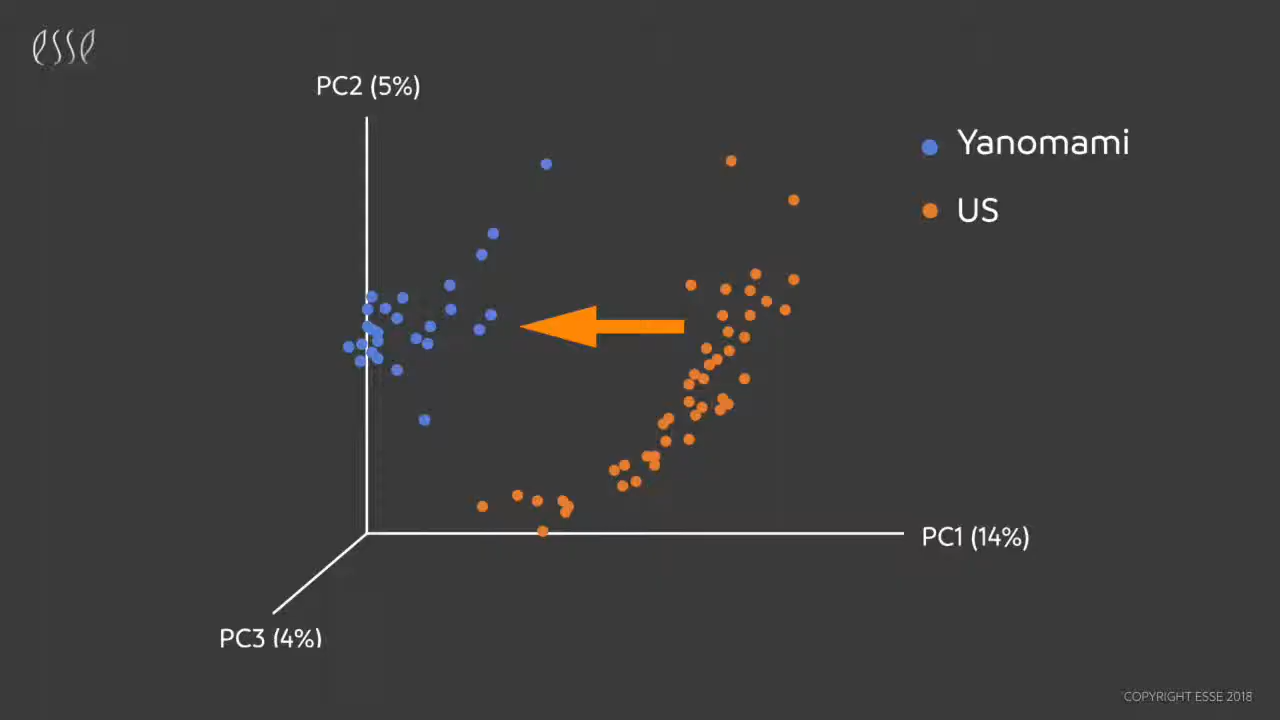 esse
PC2 (5%)
Yanomami
US
PC1 (14%)
PC3 (4%)
COPYRIGHT ESSE 2018